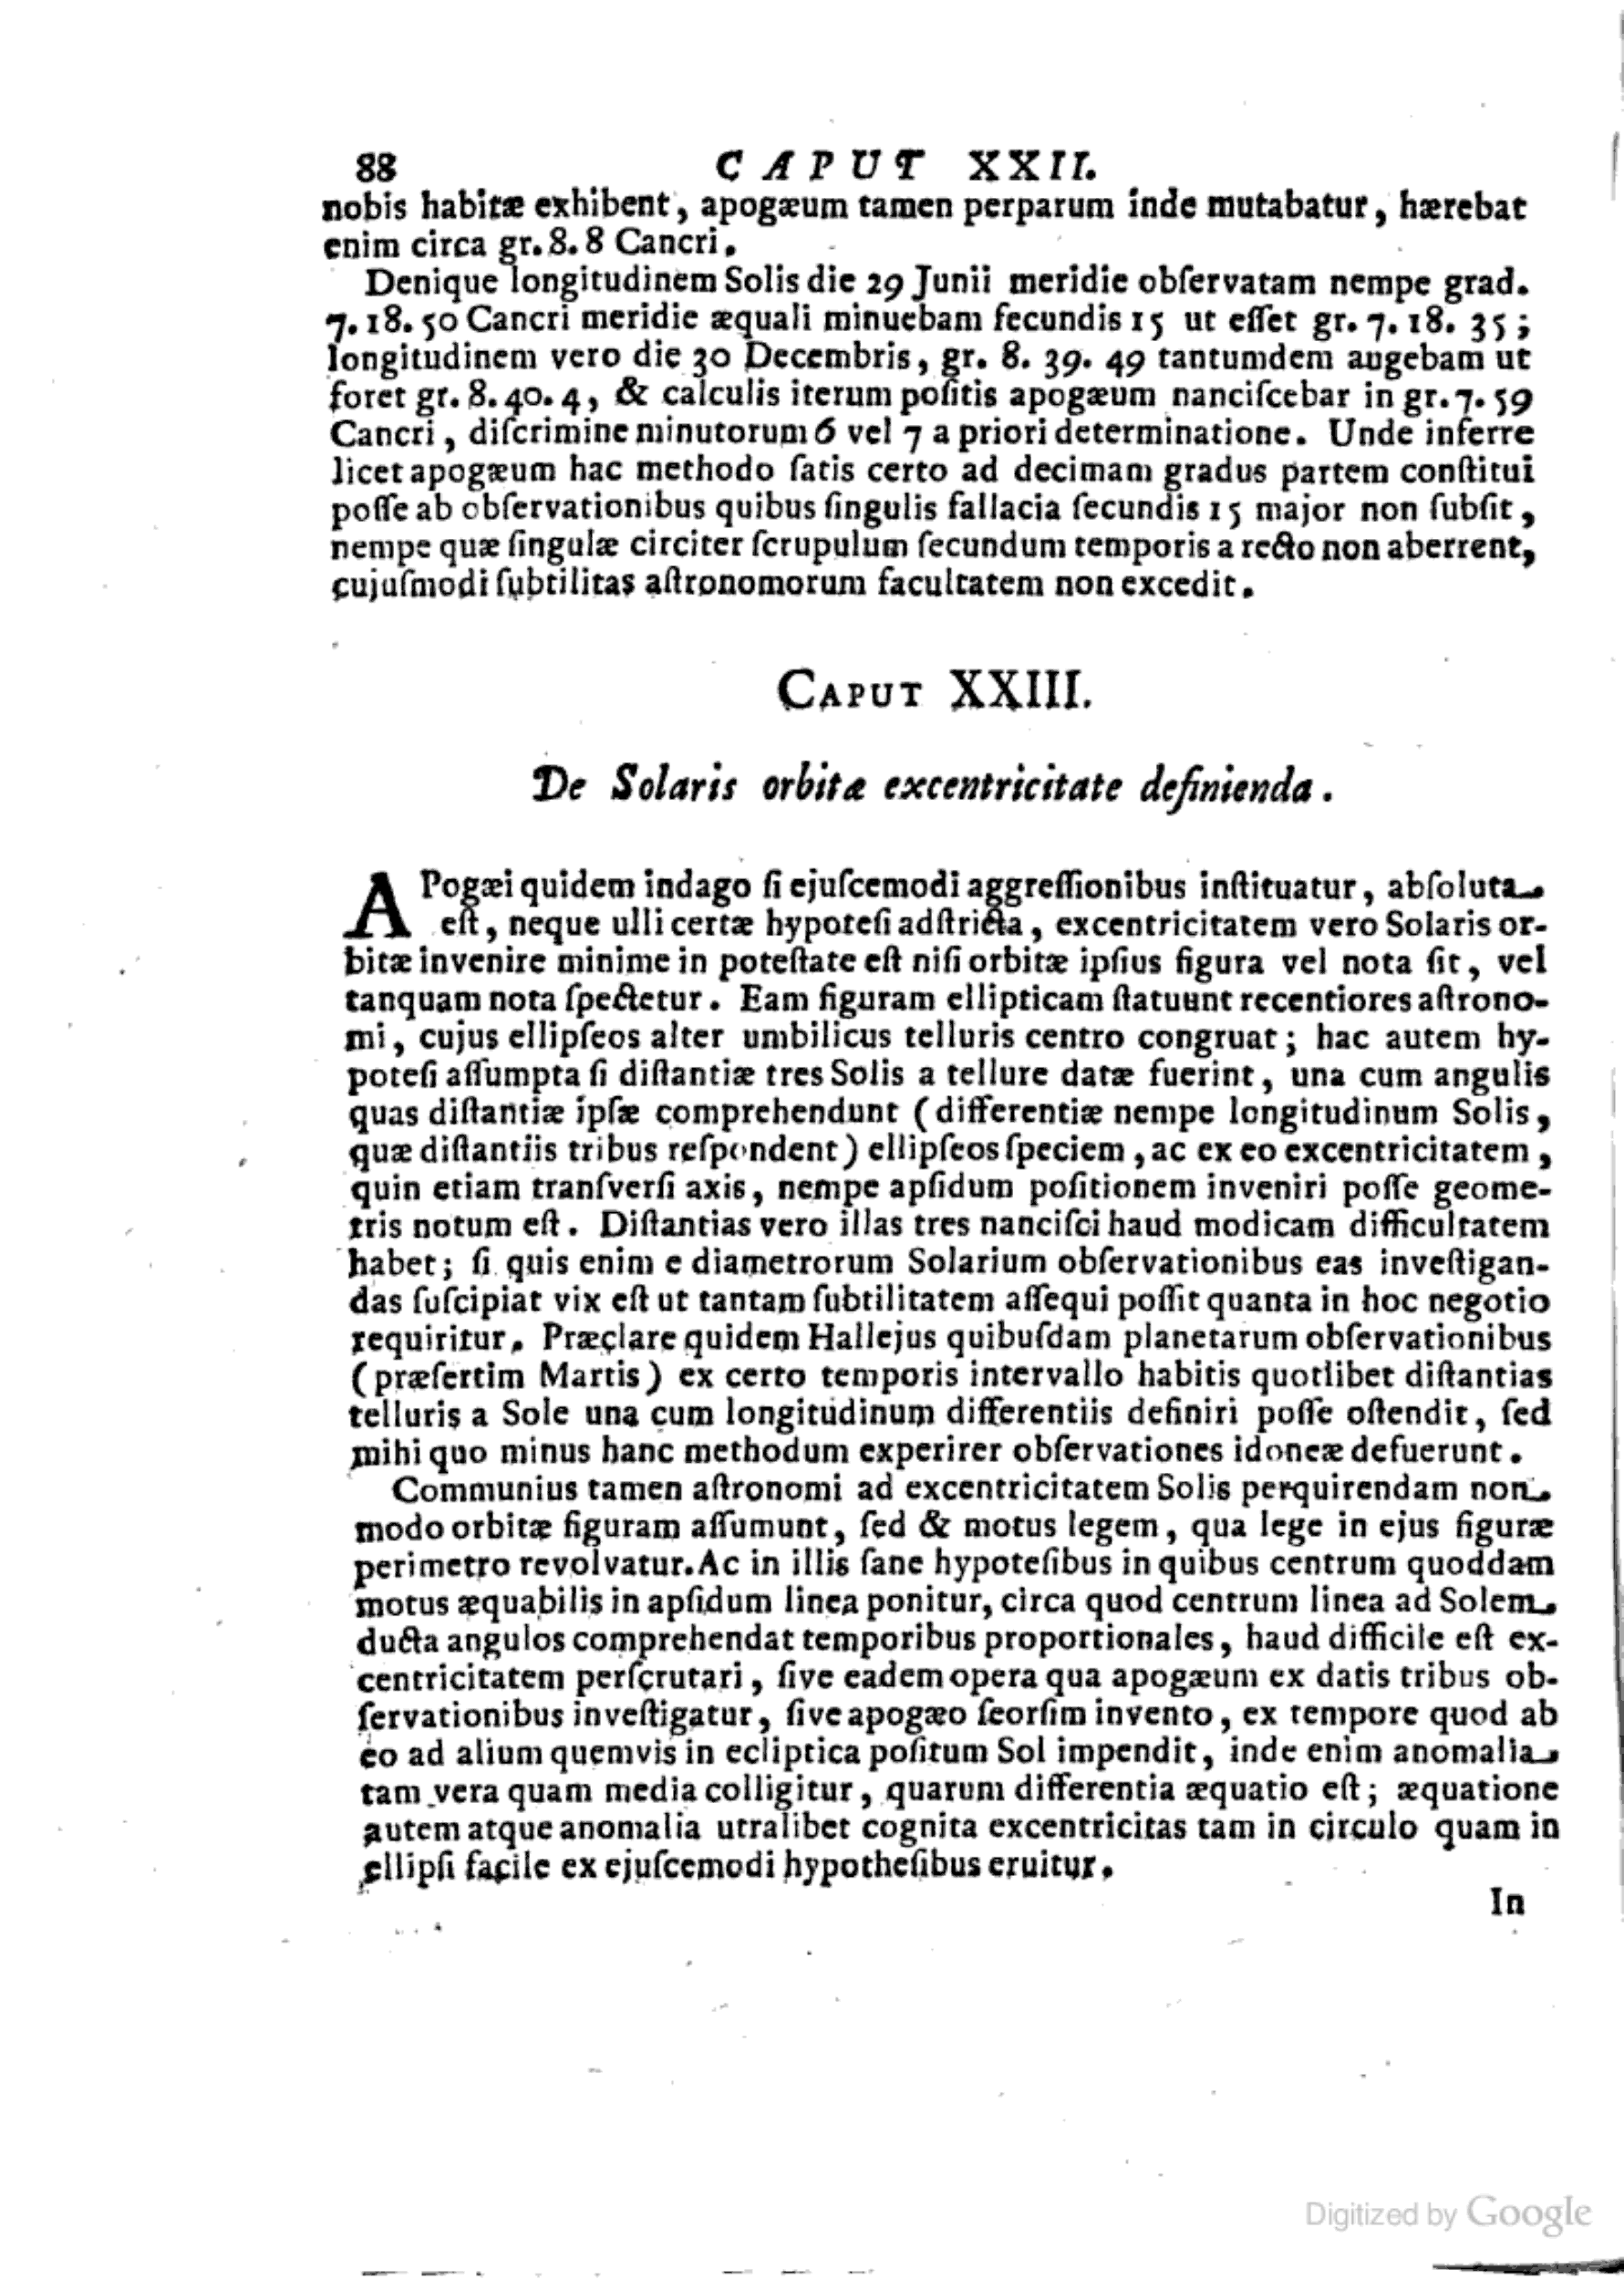 88 CAPUT XXII.
nobis habitæ exhibent, apogæum tamen perparum inde mutabatur, hærebat
enim circa gr. 8. 8 Cancri.
Denique longitudinem Solis die 29 Junii meridie obſervatam nempe grad.
7. 18. 50 Cancri meridie æquali minuebam ſecundis 15 ut eſſet gr. 7. 18. 35;
longitudinem vero die 30 Decembris, gr. 8. 39. 49 tantumdem augebam ut
foret gr. 8. 40. 4, & calculis iterum poſitis apogæum nanciſcebar in gr. 7. 59
Cancri, diſcrimine minutorum 6 vel 7 a priori determinatione. Unde inferre
licet apogæum hac methodo ſatis certo ad decimam gradus partem conſtitui
poſſe ab obſervationibus quibus ſingulis fallacia ſecundis 15 major non ſubſit,
nempe quæ ſingulæ circiter ſcrupulum ſecundum temporis a recto non aberrent,
cujuſmodi ſubtilitas aſtronomorum facultatem non excedit.
CAPUT XXIII.
De Solaris orbitæ excentricitate definienda.
APogæi quidem indago ſi ejuſcemodi aggreſſionibus inſtituatur, abſoluta
eſt, neque ulli certæ hypoteſi adſtricta, excentricitatem vero Solaris or-
bitæ invenire minime in poteſtate eſt niſi orbitæ ipſius figura vel nota ſit, vel
tanquam nota ſpectetur. Eam figuram ellipticam ſtatuunt recentiores aſtrono-
mi, cujus ellipſeos alter umbilicus telluris centro congruat; hac autem hy-
poteſi aſſumpta ſi diſtantiæ tres Solis a tellure datæ fuerint, una cum angulis
quas diſtantiæ ipſæ comprehendunt (differentiæ nempe longitudinum Solis,
quæ diſtantiis tribus reſpondent) ellipſeos ſpeciem, ac ex eo excentricitatem,
quin etiam tranſverſi axis, nempe apſidum poſitionem inveniri poſſe geome-
tris notum eſt. Diſtantias vero illas tres nanciſci haud modicam difficultatem
habet; ſi quis enim e diametrorum Solarium obſervationibus eas inveſtigan-
das ſuſcipiat vix eſt ut tantam ſubtilitatem aſſequi poſſit quanta in hoc negotio
requiritur. Præclare quidem Hallejus quibuſdam planetarum obſervationibus
(præſertim Martis) ex certo temporis intervallo habitis quotlibet diſtantias
telluris a Sole una cum longitudinum differentiis definiri poſſe oſtendit, ſed
mihi quo minus hanc methodum experirer obſervationes idoneæ defuerunt.
Communius tamen aſtronomi ad excentricitatem Solis perquirendam non
modo orbitæ figuram aſſumunt, ſed & motus legem, qua lege in ejus figuræ
perimetro revolvatur. Ac in illis ſane hypoteſibus in quibus centrum quoddam
motus æquabilis in apſidum linea ponitur, circa quod centrum linea ad Solem
ducta angulos comprehendat temporibus proportionales, haud difficile eſt ex-
centricitatem perſcrutari, ſive eadem opera qua apogæum ex datis tribus ob-
ſervationibus inveſtigatur, ſive apogæo ſeorſim invento, ex tempore quod ab
eo ad alium quemvis in ecliptica poſitum Sol impendit, inde enim anomalia
tam vera quam media colligitur, quarum differentia æquatio eſt; æquatione
autem atque anomalia utralibet cognita excentricitas tam in circulo quam in
ellipſi facile ex ejuſcemodi hypotheſibus eruitur.
In
Digitized by Google